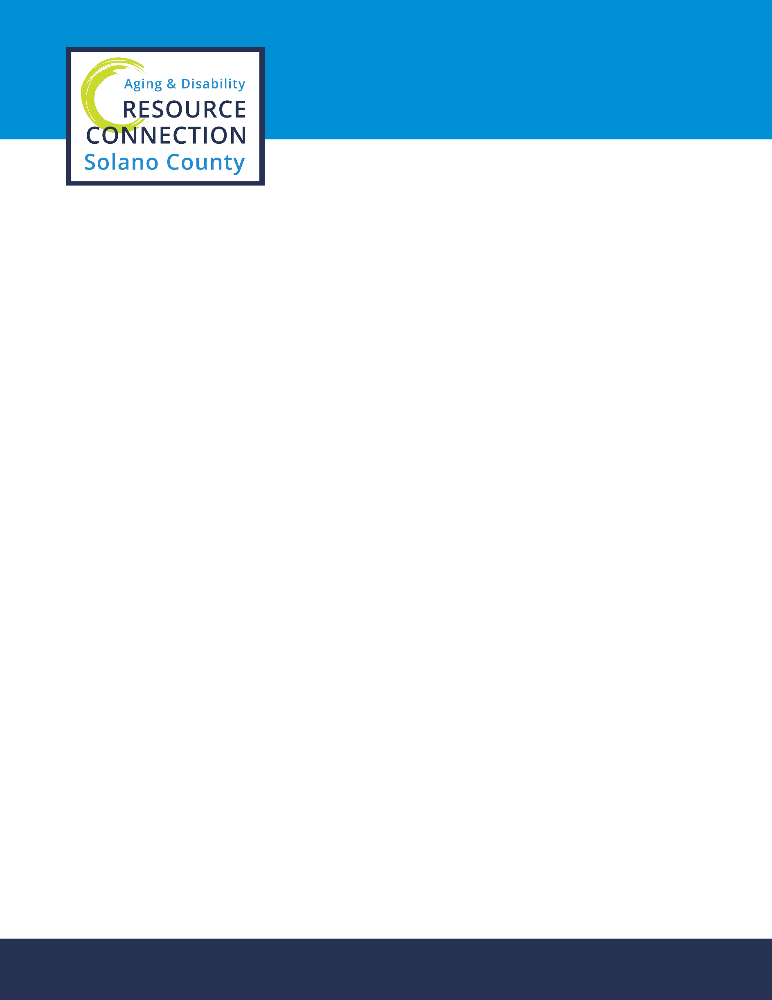 Aging & Disability
RESOURCE
CONNECTION
Solano County